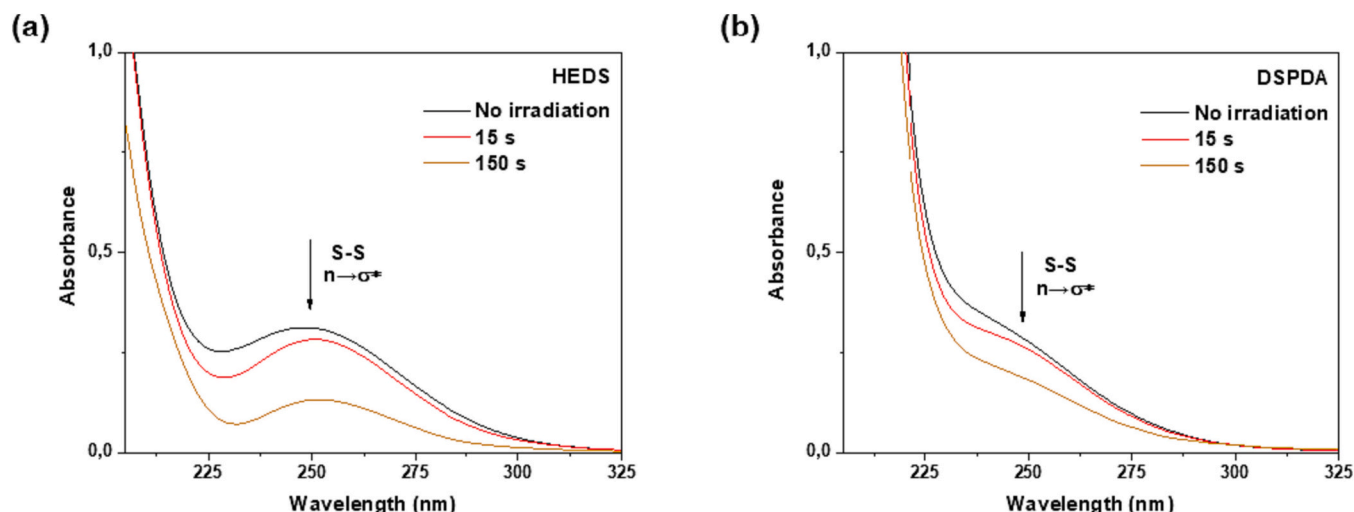 (a)
HEDS
No irradiation
15 s
150 s
S-S
n→σ*
1,0
0,5
0,0
Absorbance
225
250
275
300
325
Wavelength (nm)
(b)
DSPDA
No irradiation
15 s
150 s
S-S
n→σ*
1,0
0,5
0,0
Absorbance
225
250
275
300
325
Wavelength (nm)